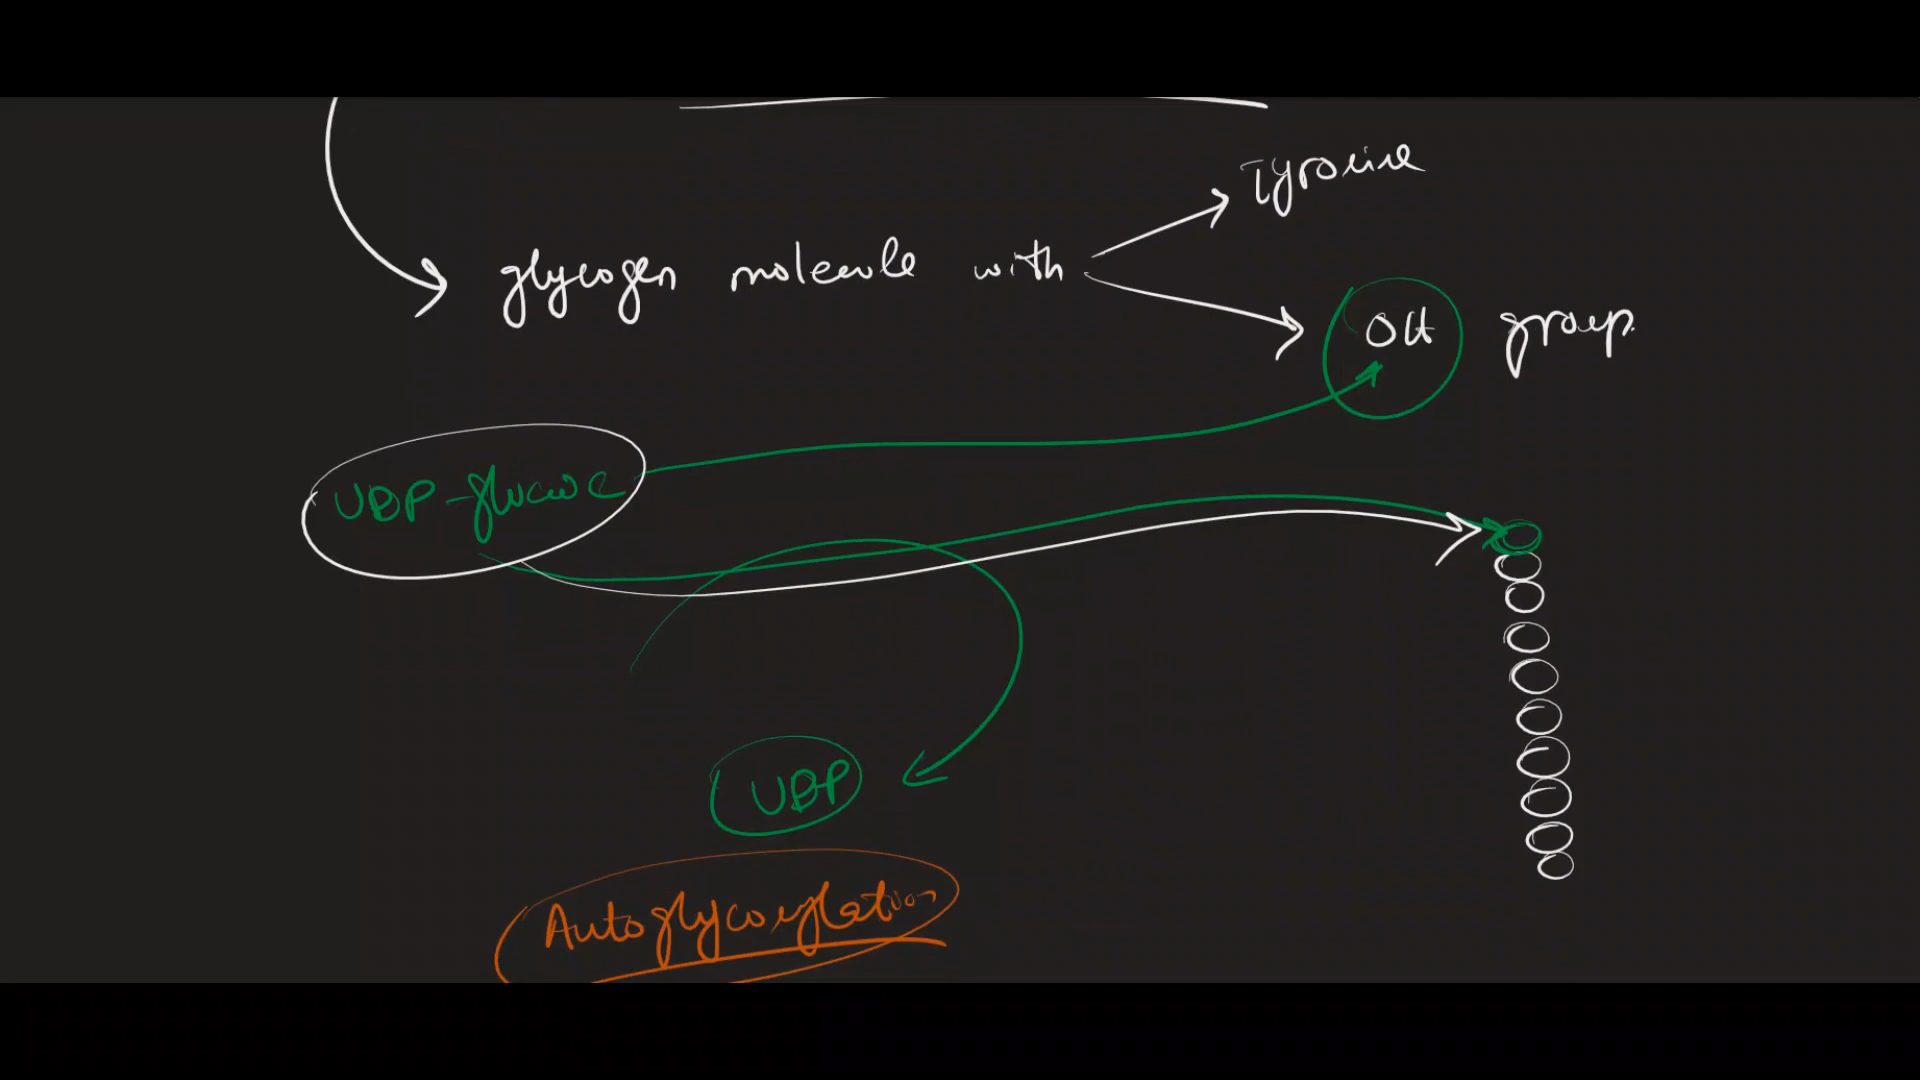 Tyrosine
glycogen molecule with
OH group
UDP-glucose
UDP
Autoglycosylation